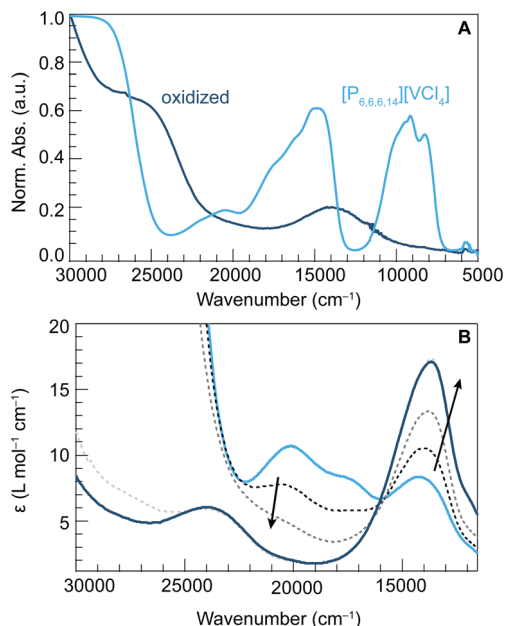 A
1.0
0.8
0.6
0.4
0.2
0.0
Norm. Abs. (a.u.)
oxidized
[P6,6,6,14][VCl4]
30000 25000 20000 15000 10000 5000
Wavenumber (cm⁻¹)
B
20
15
10
5
ε (L mol⁻¹ cm⁻¹)
30000 25000 20000 15000
Wavenumber (cm⁻¹)